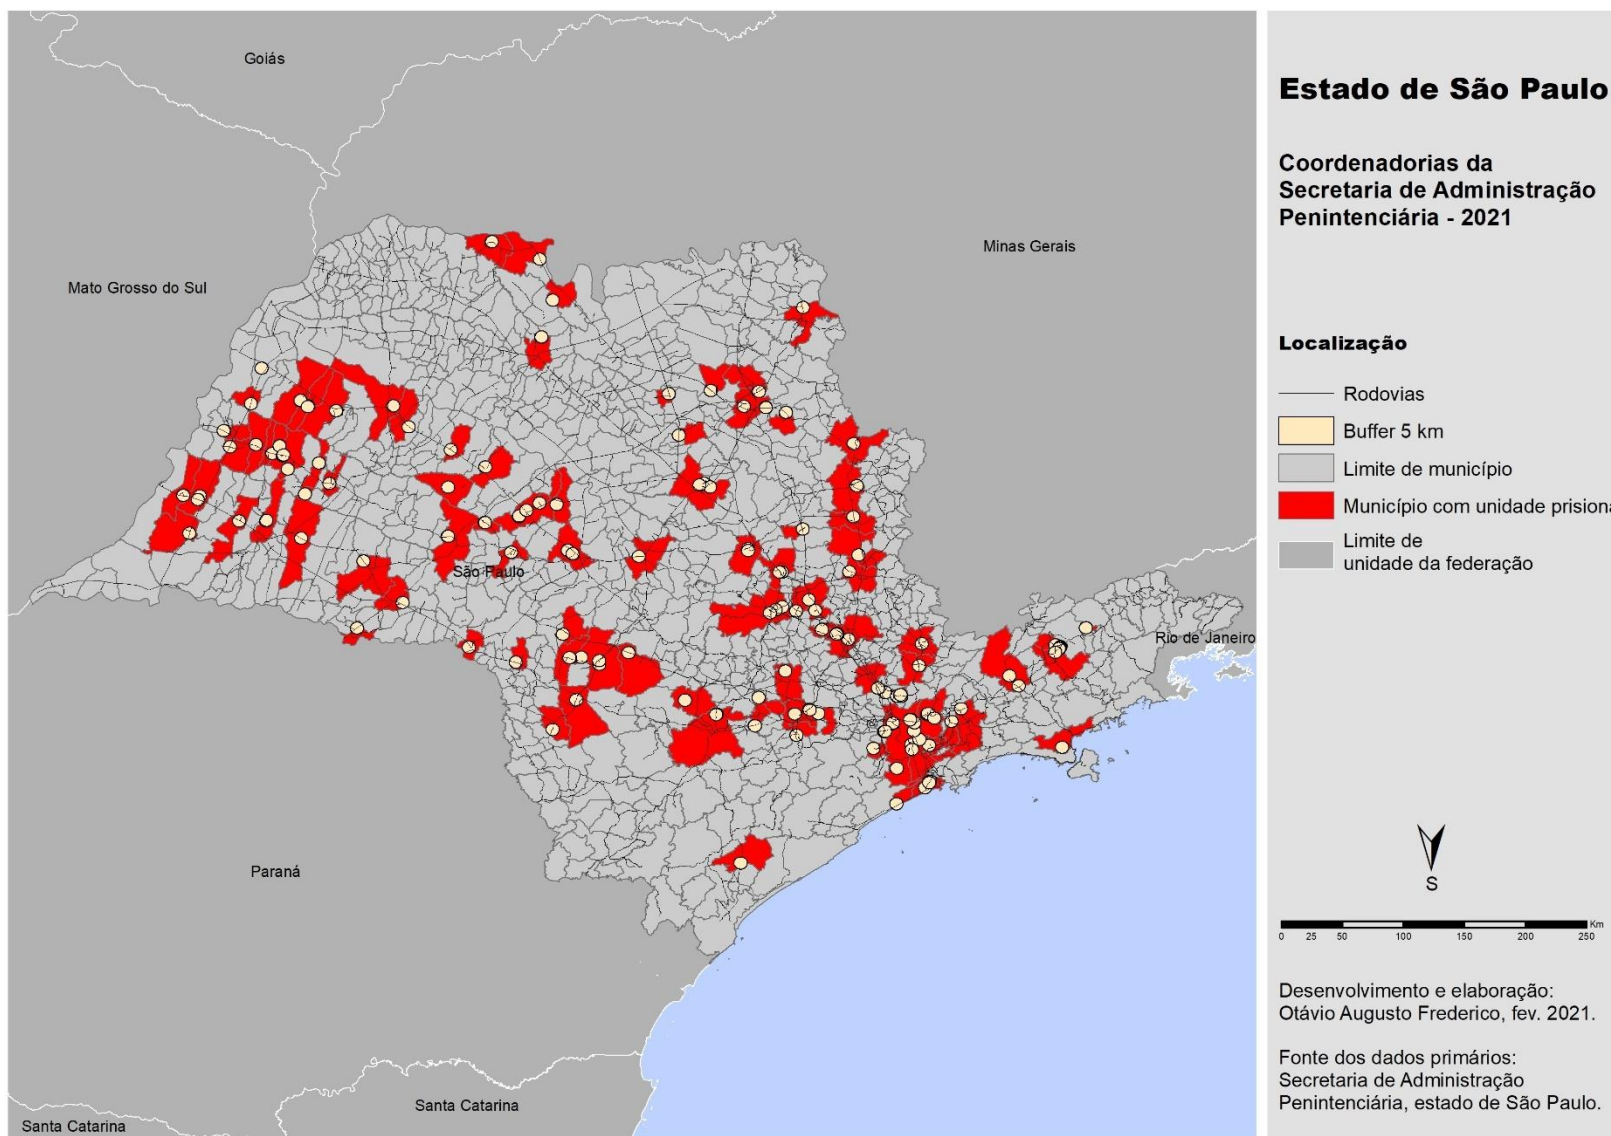 Goiás
Mato Grosso do Sul
Minas Gerais
São Paulo
Rio de Janeiro
Paraná
Santa Catarina
Santa Catarina
Estado de São Paulo
Coordenadorias da
Secretaria de Administração
Penintenciária - 2021
Localização
Rodovias
Buffer 5 km
Limite de município
Município com unidade prisiona
Limite de
unidade da federação
S
0 25 50 100 150 200 250 Km
Desenvolvimento e elaboração:
Otávio Augusto Frederico, fev. 2021.
Fonte dos dados primários:
Secretaria de Administração
Penintenciária, estado de São Paulo.